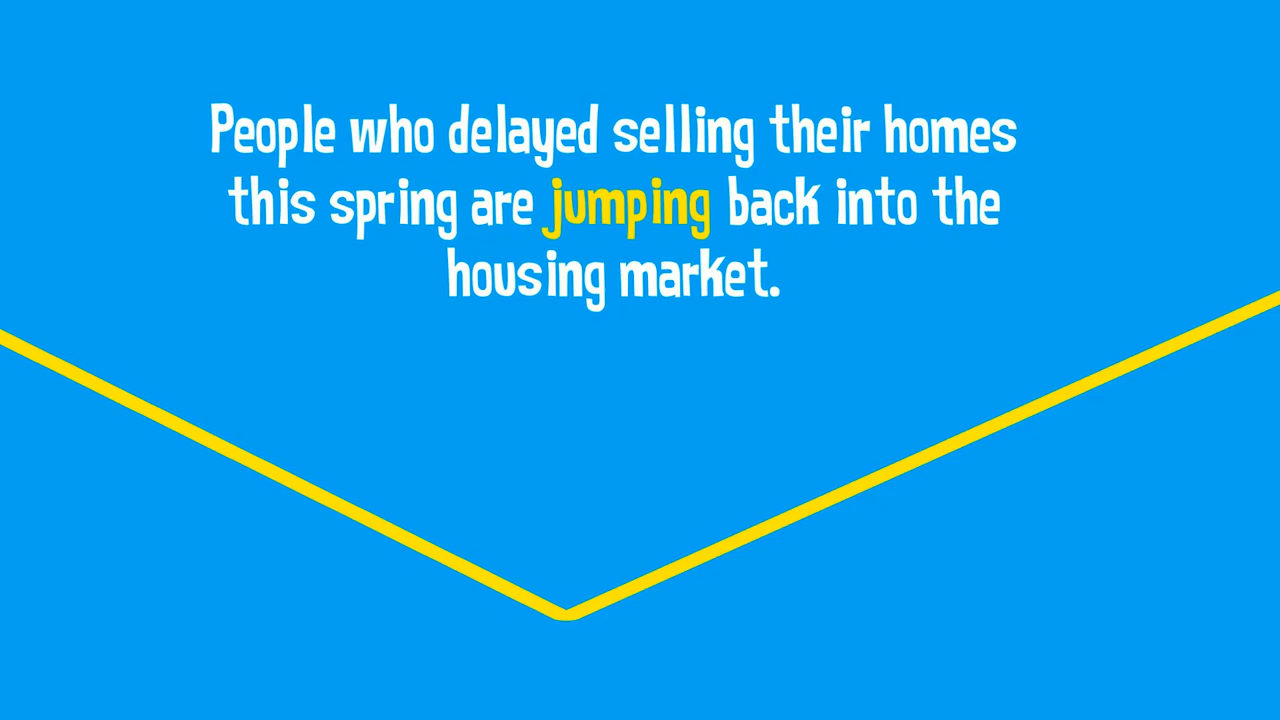 People who delayed selling their homes
this spring are jumping back into the
housing market.